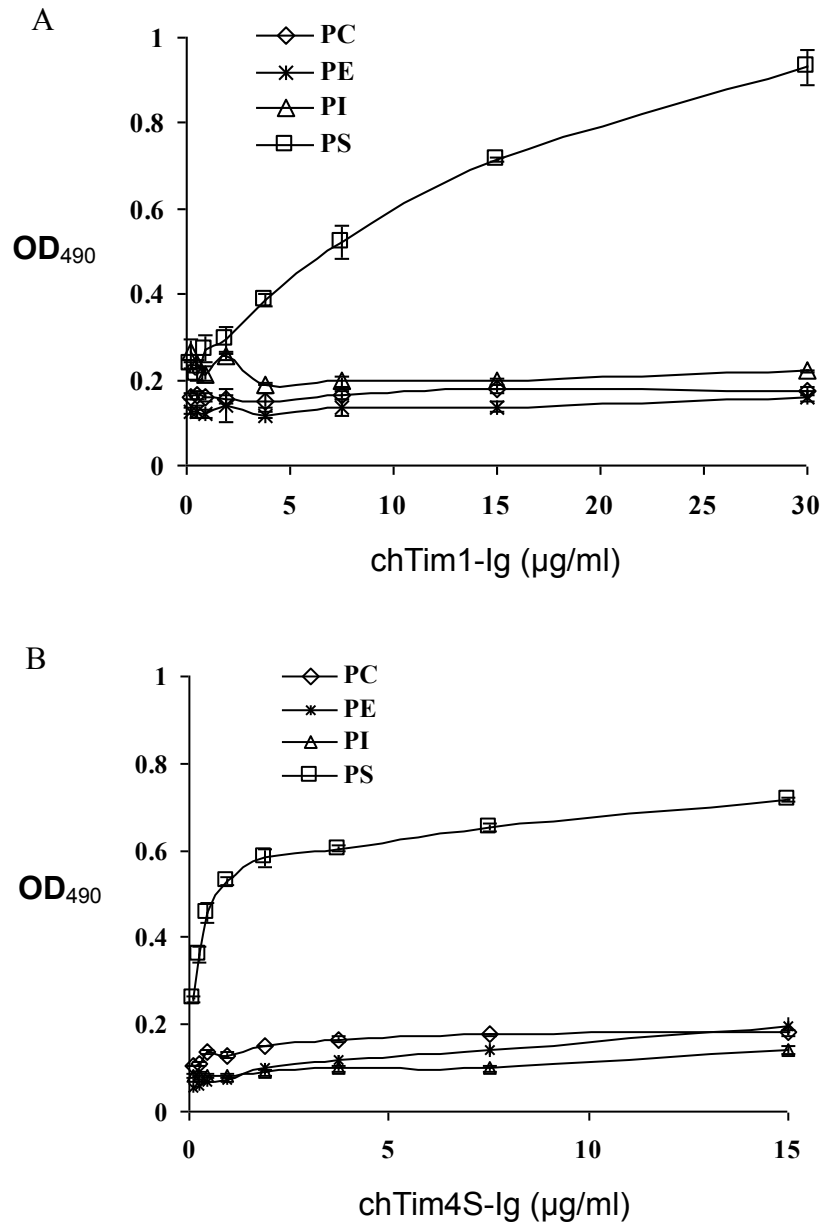 A
PC
PE
PI
PS
1
0.8
0.6
0.4
0.2
0
OD490
0 5 10 15 20 25 30
chTim1-Ig (µg/ml)
B
PC
PE
PI
PS
1
0.8
0.6
0.4
0.2
0
OD490
0 5 10 15
chTim4S-Ig (µg/ml)